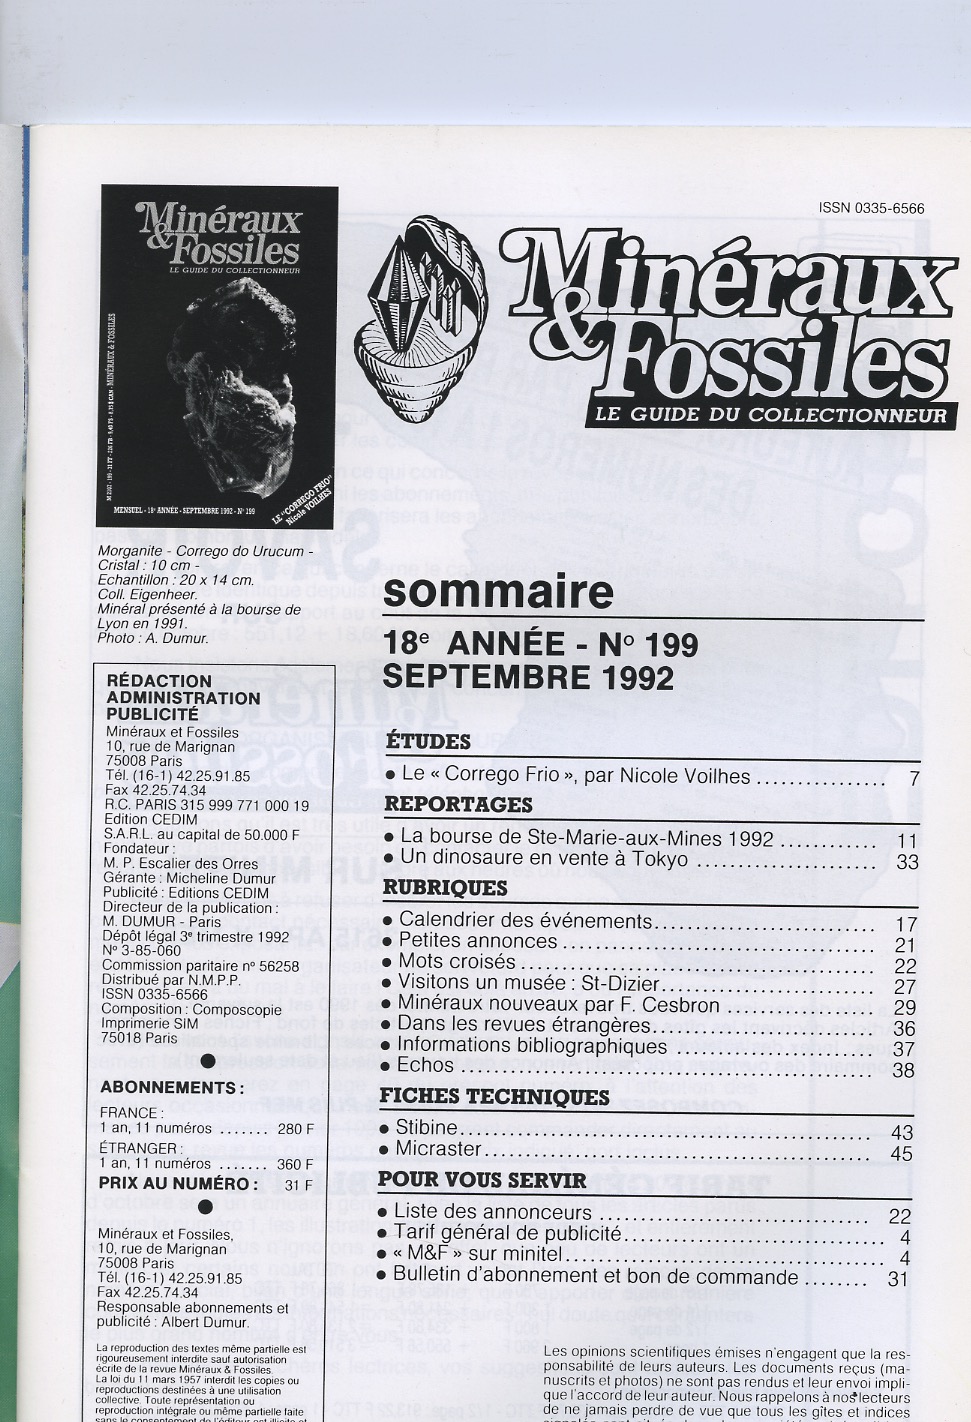 ISSN 0335-6566
Minéraux
& Fossiles
LE GUIDE DU COLLECTIONNEUR
Minéraux
& Fossiles
LE GUIDE DU COLLECTIONNEUR
MENSUEL - 18e ANNÉE - SEPTEMBRE 1992 - N° 199
LE "CORREGO FRIO"
Nicole VOILHES
Morganite - Corrego do Urucum -
Cristal : 10 cm -
Echantillon : 20 x 14 cm.
Coll. Eigenheer.
Minéral présenté à la bourse de
Lyon en 1991.
Photo : A. Dumur.
RÉDACTION
ADMINISTRATION
PUBLICITÉ
Minéraux et Fossiles
10, rue de Marignan
75008 Paris
Tél. (16-1) 42.25.91.85
Fax 42.25.74.34
R.C. PARIS 315 999 771 000 19
Edition CEDIM
S.A.R.L. au capital de 50.000 F
Fondateur :
M. P. Escalier des Orres
Gérante : Micheline Dumur
Publicité : Editions CEDIM
Directeur de la publication :
M. DUMUR - Paris
Dépôt légal 3e trimestre 1992
N° 3-85-060
Commission paritaire n° 56258
Distribué par N.M.P.P.
ISSN 0335-6566
Composition : Composcopie
Imprimerie SIM
75018 Paris
ABONNEMENTS :
FRANCE :
1 an, 11 numéros ....... 280 F
ÉTRANGER :
1 an, 11 numéros ....... 360 F
PRIX AU NUMÉRO : 31 F
Minéraux et Fossiles,
10, rue de Marignan
75008 Paris
Tél. (16-1) 42.25.91.85
Fax 42.25.74.34
Responsable abonnements et
publicité : Albert Dumur.
La reproduction des textes même partielle est
rigoureusement interdite sauf autorisation
écrite de la revue Minéraux & Fossiles.
La loi du 11 mars 1957 interdit les copies ou
reproductions destinées à une utilisation
collective. Toute représentation ou
reproduction intégrale ou même partielle faite
sans le consentement de l'éditeur est illicite et
sommaire
18e ANNÉE - N° 199
SEPTEMBRE 1992
ÉTUDES
● Le « Corrego Frio », par Nicole Voilhes ............... 7
REPORTAGES
● La bourse de Ste-Marie-aux-Mines 1992 ............ 11
● Un dinosaure en vente à Tokyo ...................... 33
RUBRIQUES
● Calendrier des événements........................... 17
● Petites annonces ..................................... 21
● Mots croisés .......................................... 22
● Visitons un musée : St-Dizier......................... 27
● Minéraux nouveaux par F. Cesbron ................. 29
● Dans les revues étrangères........................... 36
● Informations bibliographiques ....................... 37
● Echos .................................................. 38
FICHES TECHNIQUES
● Stibine.................................................. 43
● Micraster............................................... 45
POUR VOUS SERVIR
● Liste des annonceurs ................................. 22
● Tarif général de publicité.............................. 4
● « M&F » sur minitel..................................... 4
● Bulletin d'abonnement et bon de commande ....... 31
Les opinions scientifiques émises n'engagent que la res-
ponsabilité de leurs auteurs. Les documents reçus (ma-
nuscrits et photos) ne sont pas rendus et leur envoi impli-
que l'accord de leur auteur. Nous rappelons à nos lecteurs
de ne jamais perdre de vue que tous les gîtes et indices